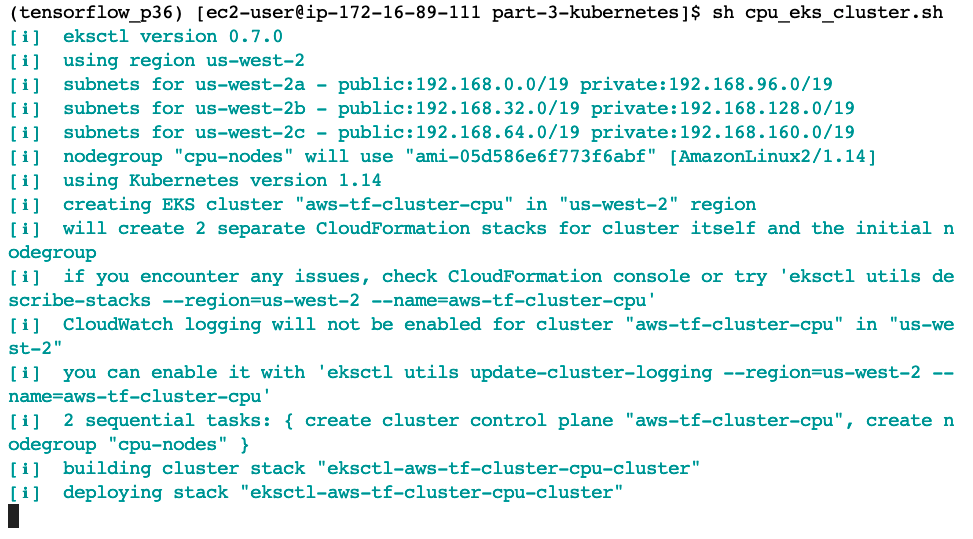 (tensorflow_p36) [ec2-user@ip-172-16-89-111 part-3-kubernetes]$ sh cpu_eks_cluster.sh
[ℹ]  eksctl version 0.7.0
[ℹ]  using region us-west-2
[ℹ]  subnets for us-west-2a - public:192.168.0.0/19 private:192.168.96.0/19
[ℹ]  subnets for us-west-2b - public:192.168.32.0/19 private:192.168.128.0/19
[ℹ]  subnets for us-west-2c - public:192.168.64.0/19 private:192.168.160.0/19
[ℹ]  nodegroup "cpu-nodes" will use "ami-05d586e6f773f6abf" [AmazonLinux2/1.14]
[ℹ]  using Kubernetes version 1.14
[ℹ]  creating EKS cluster "aws-tf-cluster-cpu" in "us-west-2" region
[ℹ]  will create 2 separate CloudFormation stacks for cluster itself and the initial n
odegroup
[ℹ]  if you encounter any issues, check CloudFormation console or try 'eksctl utils de
scribe-stacks --region=us-west-2 --name=aws-tf-cluster-cpu'
[ℹ]  CloudWatch logging will not be enabled for cluster "aws-tf-cluster-cpu" in "us-we
st-2"
[ℹ]  you can enable it with 'eksctl utils update-cluster-logging --region=us-west-2 --
name=aws-tf-cluster-cpu'
[ℹ]  2 sequential tasks: { create cluster control plane "aws-tf-cluster-cpu", create n
odegroup "cpu-nodes" }
[ℹ]  building cluster stack "eksctl-aws-tf-cluster-cpu-cluster"
[ℹ]  deploying stack "eksctl-aws-tf-cluster-cpu-cluster"